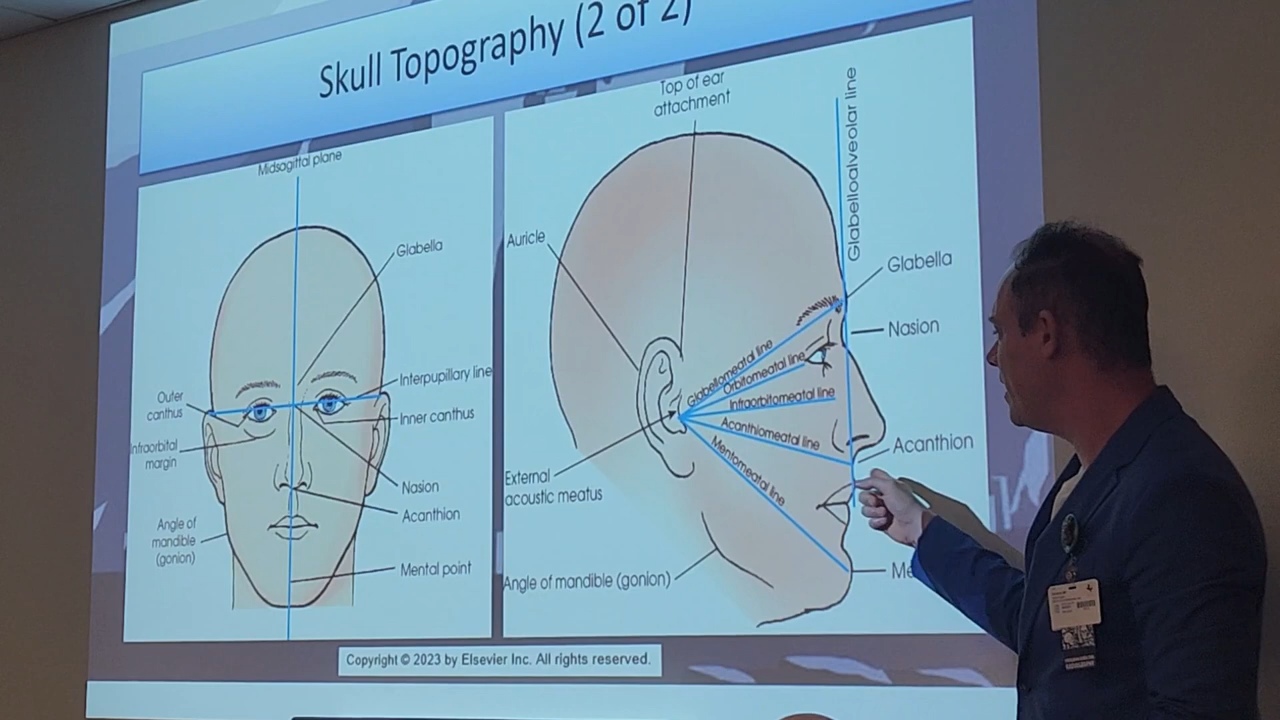 Skull Topography (2 of 2)
Midsagittal plane
Glabella
Outer
canthus
Interpupillary line
Inner canthus
Infraorbital
margin
Nasion
Acanthion
Angle of
mandible
(gonion)
Mental point
Top of ear
attachment
Glabelloalveolar line
Auricle
Glabella
Nasion
Glabellomeatal line
Orbitomeatal line
Infraorbitomeatal line
Acanthiomeatal line
Mentomeatal line
Acanthion
External
acoustic meatus
Angle of mandible (gonion)
Copyright © 2023 by Elsevier Inc. All rights reserved.